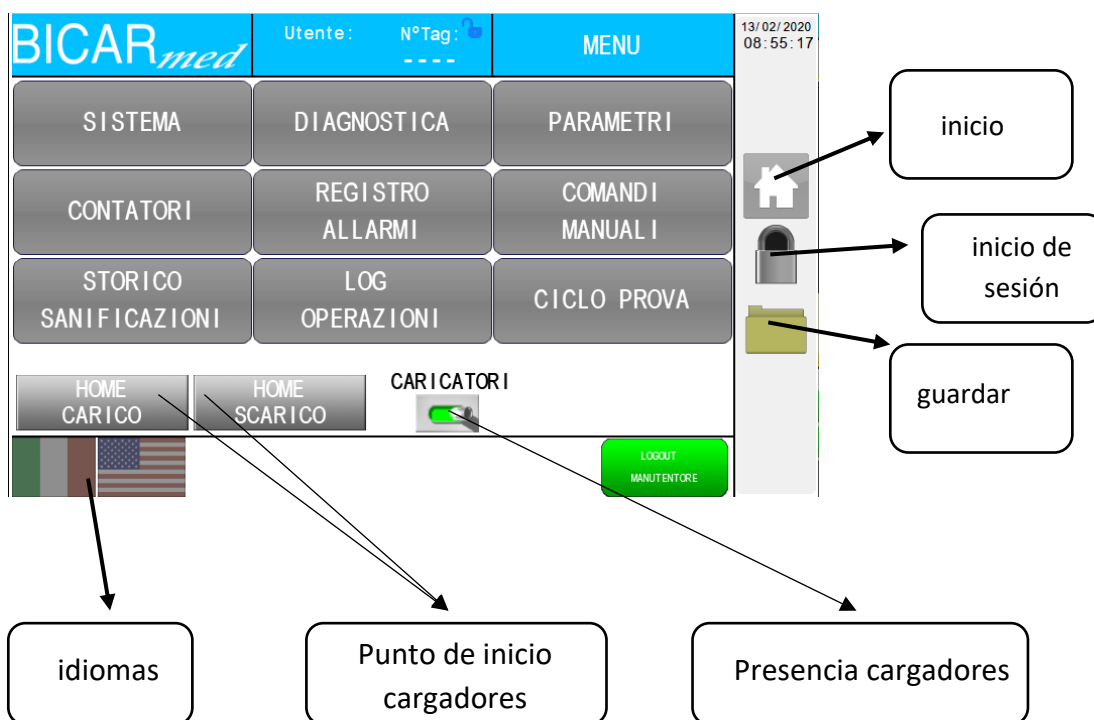 BICARmed
Utente: N°Tag:
----
MENU
13/02/2020
08:55:17
SISTEMA
DIAGNOSTICA
PARAMETRI
inicio
CONTATORI
REGISTRO
ALLARMI
COMANDI
MANUALI
inicio de
sesión
STORICO
SANIFICAZIONI
LOG
OPERAZIONI
CICLO PROVA
guardar
HOME
CARICO
HOME
SCARICO
CARICATORI
LOGOUT
MANUTENTORE
idiomas
Punto de inicio
cargadores
Presencia cargadores